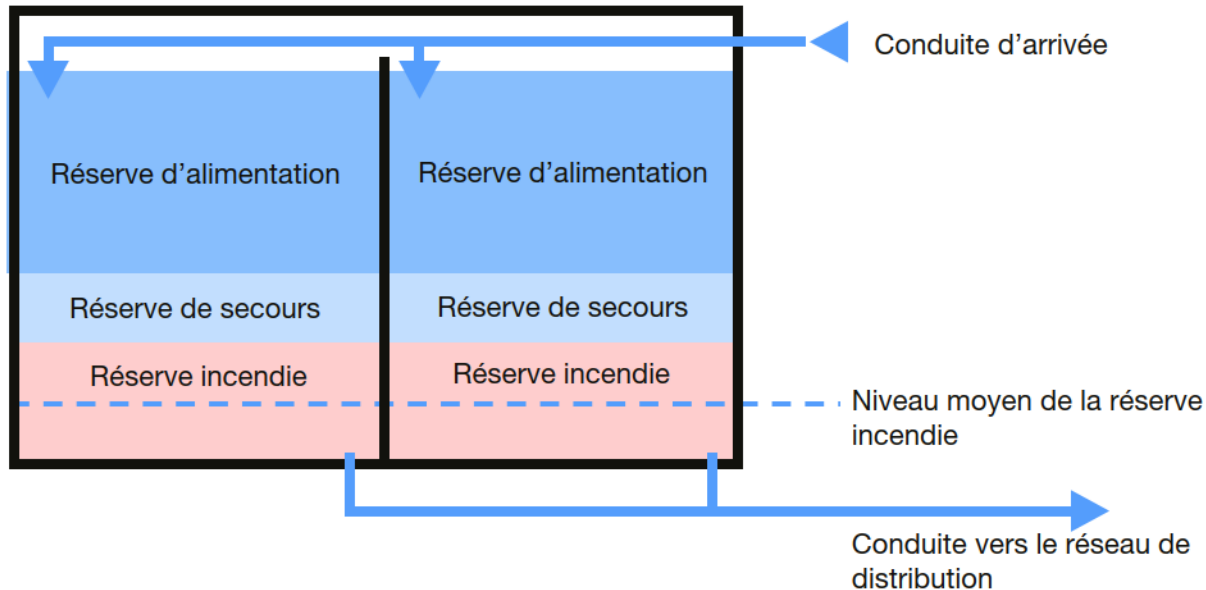 Conduite d’arrivée
Réserve d’alimentation
Réserve d’alimentation
Réserve de secours
Réserve de secours
Réserve incendie
Réserve incendie
Niveau moyen de la réserve
incendie
Conduite vers le réseau de
distribution